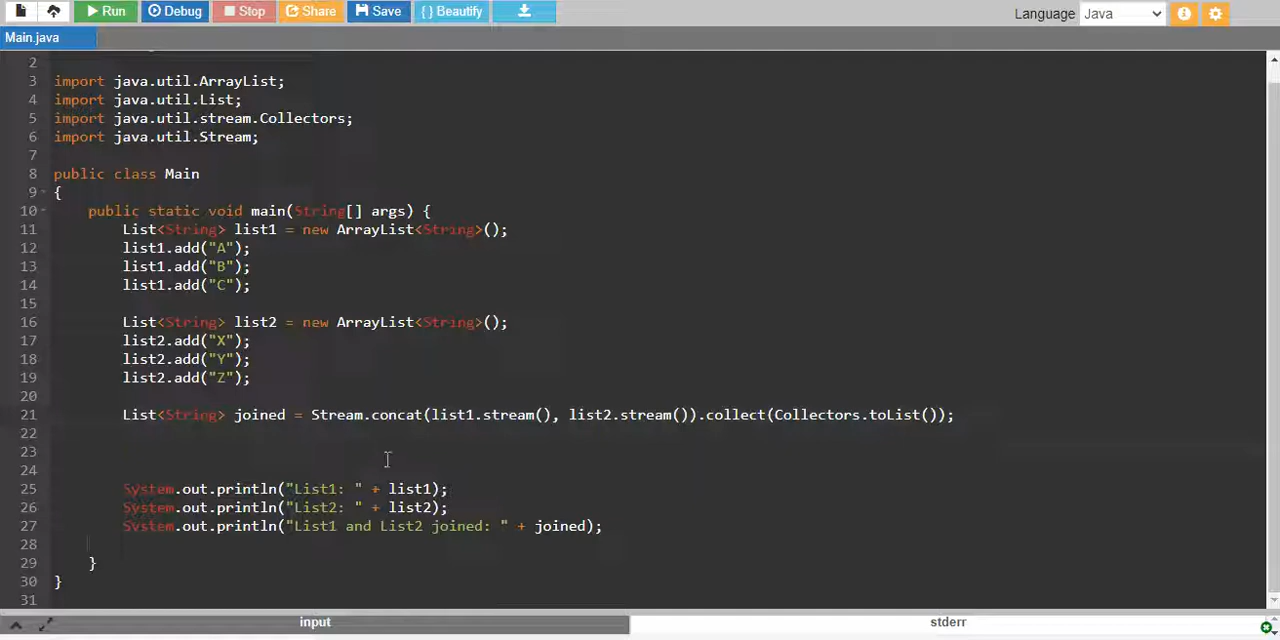 Run Debug Stop Share Save { } Beautify Language Java
Main.java
2
3 import java.util.ArrayList;
4 import java.util.List;
5 import java.util.stream.Collectors;
6 import java.util.Stream;
7
8 public class Main
9 {
10 public static void main(String[] args) {
11 List<String> list1 = new ArrayList<String>();
12 list1.add("A");
13 list1.add("B");
14 list1.add("C");
15
16 List<String> list2 = new ArrayList<String>();
17 list2.add("X");
18 list2.add("Y");
19 list2.add("Z");
20
21 List<String> joined = Stream.concat(list1.stream(), list2.stream()).collect(Collectors.toList());
22
23
24
25 System.out.println("List1: " + list1);
26 System.out.println("List2: " + list2);
27 System.out.println("List1 and List2 joined: " + joined);
28
29 }
30 }
31
input stderr